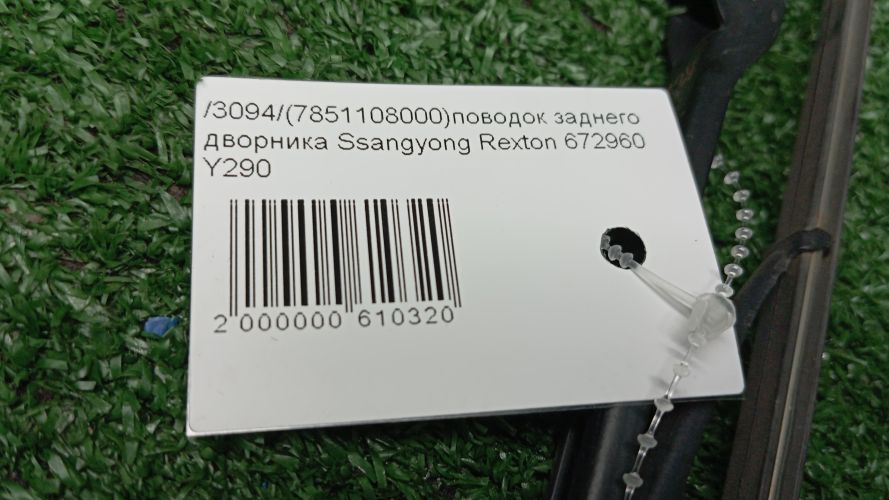 /3094/(7851108000)поводок заднего
дворника Ssangyong Rexton 672960
Y290
2 000000 610320